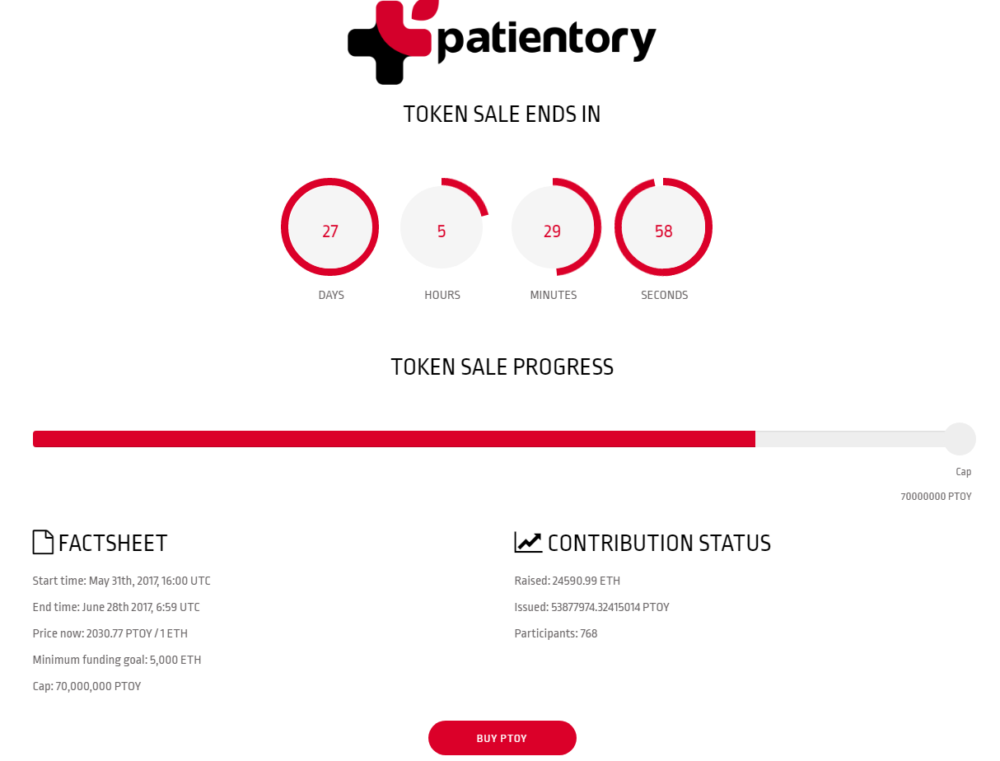 patientory
TOKEN SALE ENDS IN
27 5 29 58
DAYS HOURS MINUTES SECONDS
TOKEN SALE PROGRESS
Cap
70000000 PTOY
FACTSHEET
Start time: May 31th, 2017, 16:00 UTC
End time: June 28th 2017, 6:59 UTC
Price now: 2030.77 PTOY / 1 ETH
Minimum funding goal: 5,000 ETH
Cap: 70,000,000 PTOY
CONTRIBUTION STATUS
Raised: 24590.99 ETH
Issued: 53877974.32415014 PTOY
Participants: 768
BUY PTOY